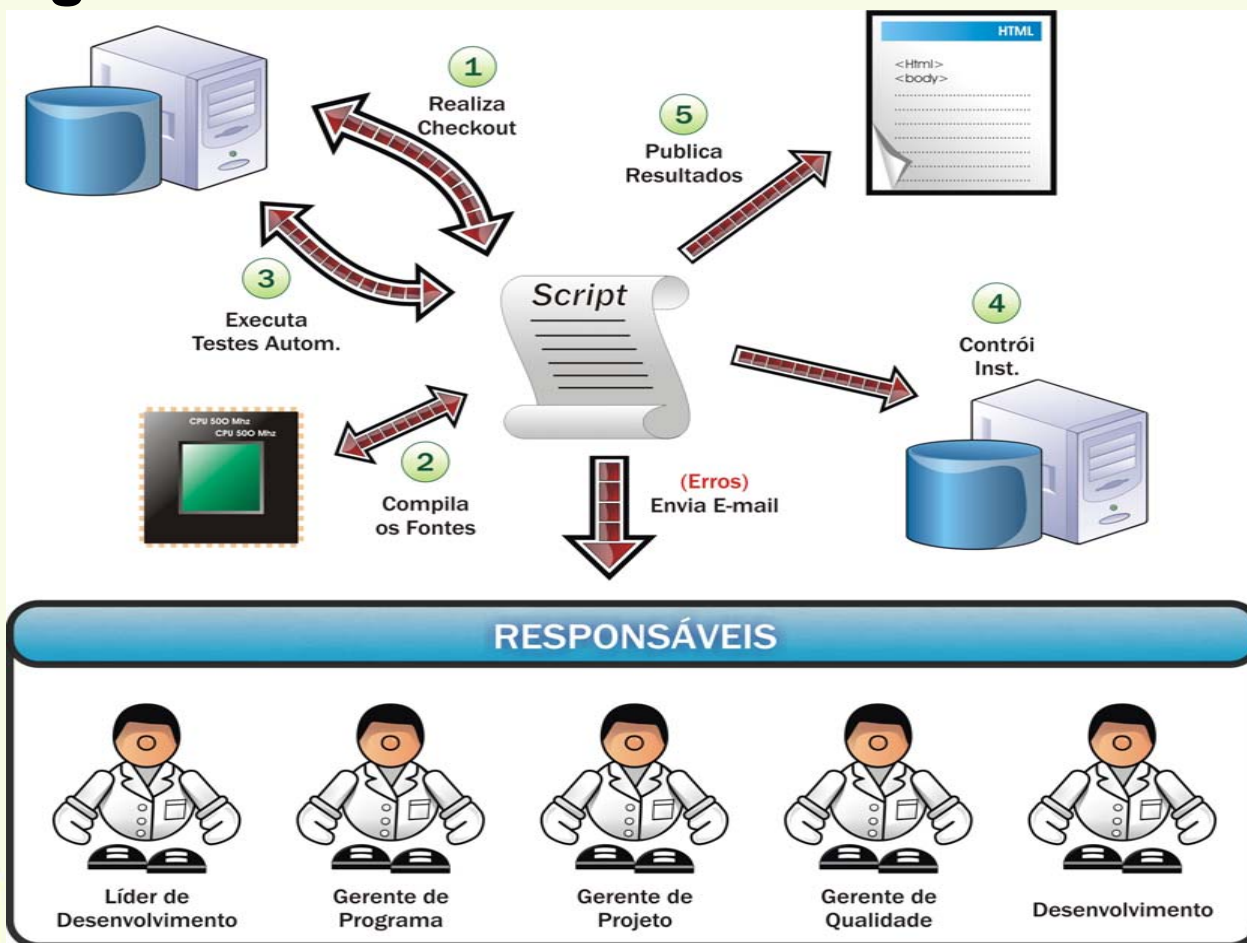 1
Realiza
Checkout
HTML
<Html>
<body>
5
Publica
Resultados
3
Executa
Testes Autom.
Script
4
Contrói
Inst.
CPU 500 Mhz
CPU 500 Mhz
2
Compila
os Fontes
(Erros)
Envia E-mail
RESPONSÁVEIS
Líder de
Desenvolvimento
Gerente de
Programa
Gerente de
Projeto
Gerente de
Qualidade
Desenvolvimento